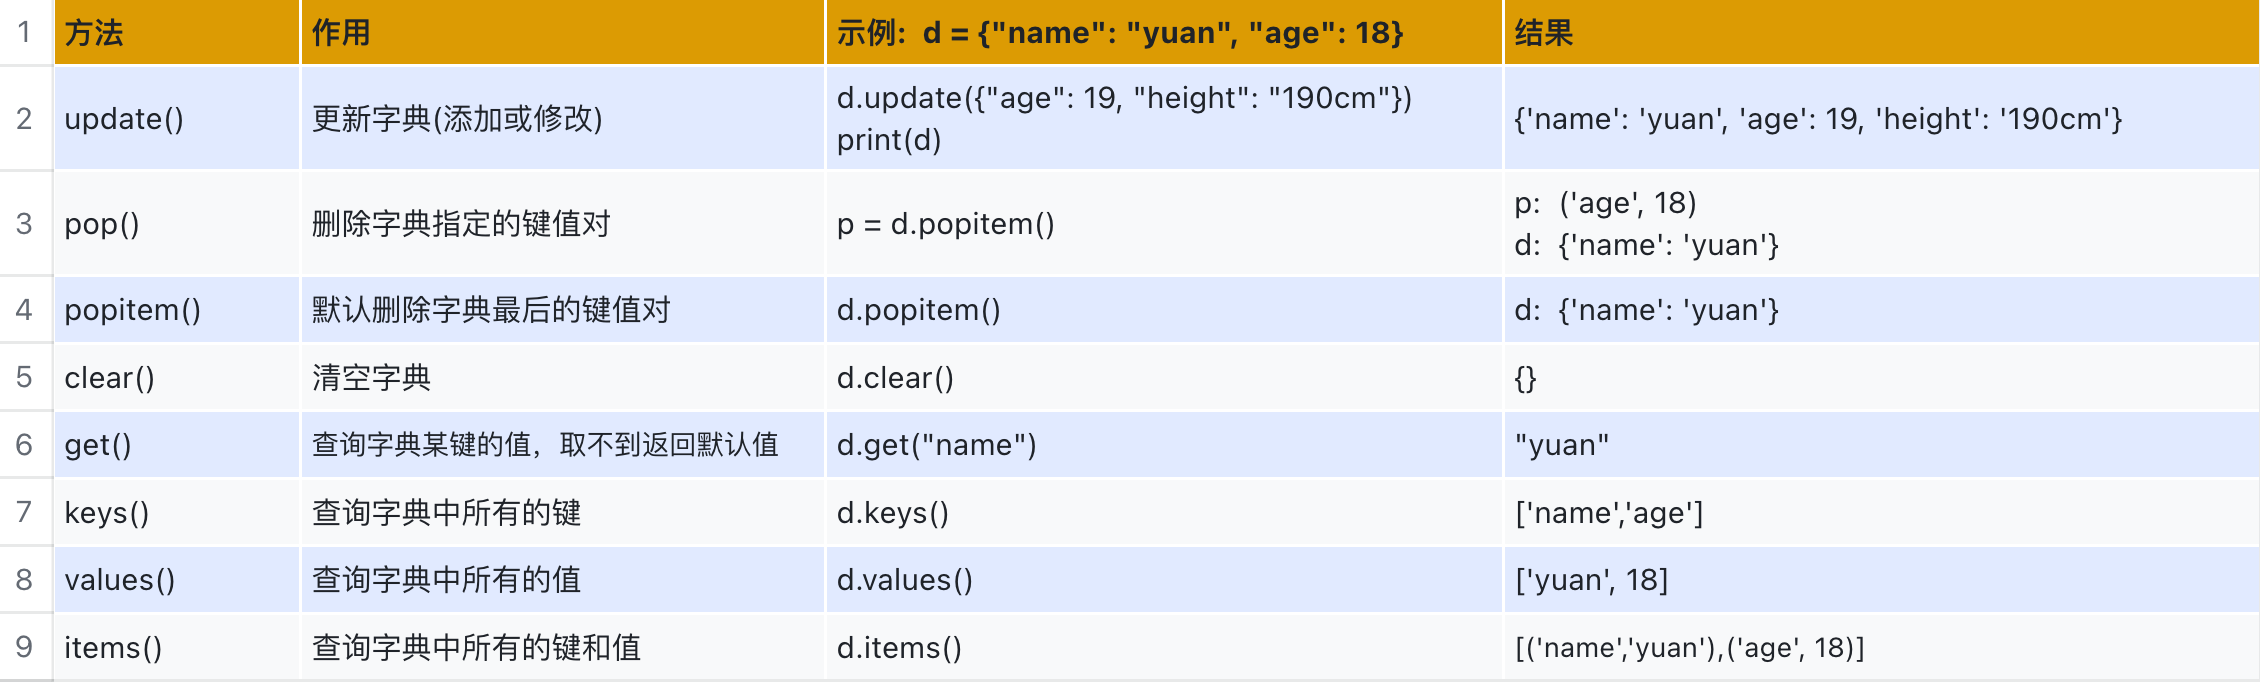 1 方法 作用 示例: d = {"name": "yuan", "age": 18} 结果
2 update() 更新字典(添加或修改) d.update({"age": 19, "height": "190cm"})
print(d) {'name': 'yuan', 'age': 19, 'height': '190cm'}
3 pop() 删除字典指定的键值对 p = d.popitem() p: ('age', 18)
d: {'name': 'yuan'}
4 popitem() 默认删除字典最后的键值对 d.popitem() d: {'name': 'yuan'}
5 clear() 清空字典 d.clear() {}
6 get() 查询字典某键的值，取不到返回默认值 d.get("name") "yuan"
7 keys() 查询字典中所有的键 d.keys() ['name','age']
8 values() 查询字典中所有的值 d.values() ['yuan', 18]
9 items() 查询字典中所有的键和值 d.items() [('name','yuan'),('age', 18)]